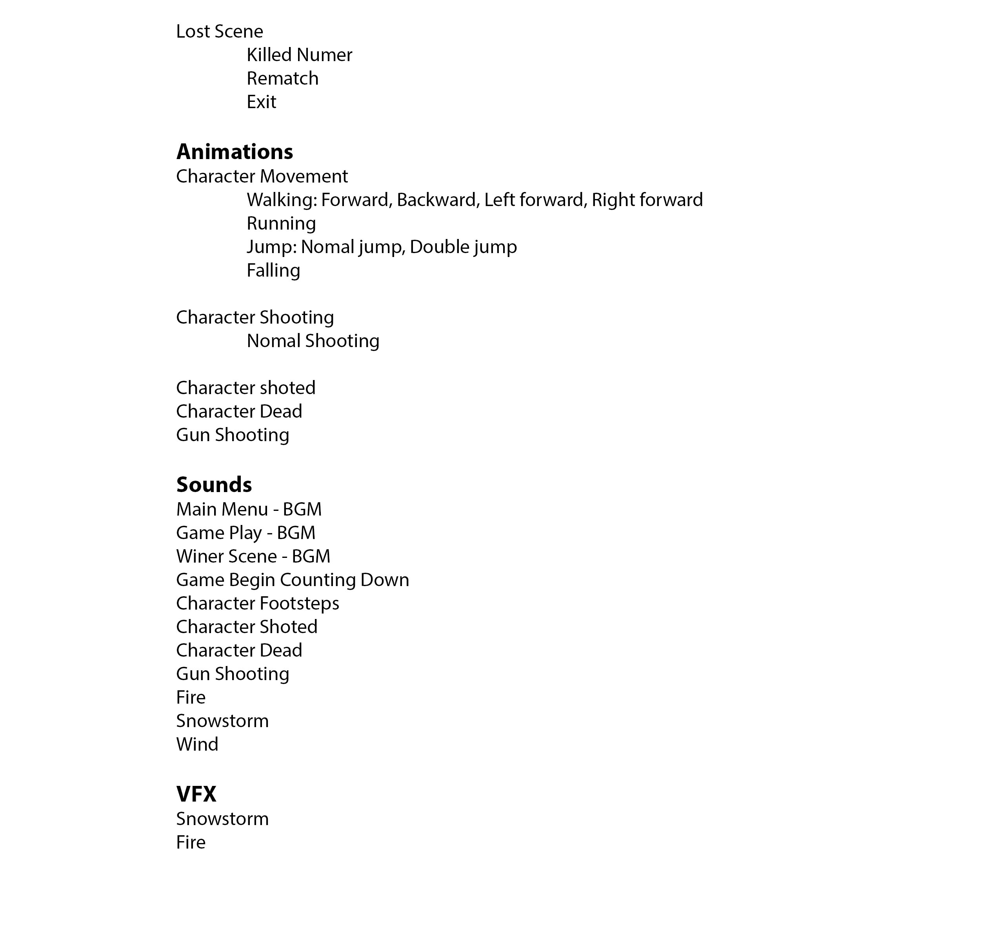 Lost Scene
Killed Numer
Rematch
Exit
Animations
Character Movement
Walking: Forward, Backward, Left forward, Right forward
Running
Jump: Nomal jump, Double jump
Falling
Character Shooting
Nomal Shooting
Character shoted
Character Dead
Gun Shooting
Sounds
Main Menu - BGM
Game Play - BGM
Winer Scene - BGM
Game Begin Counting Down
Character Footsteps
Character Shoted
Character Dead
Gun Shooting
Fire
Snowstorm
Wind
VFX
Snowstorm
Fire